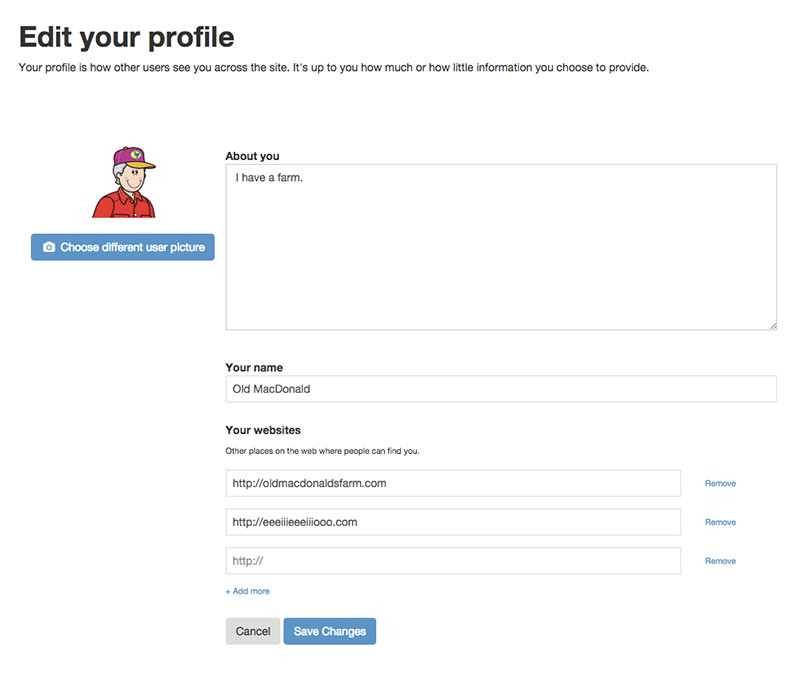 Edit your profile
Your profile is how other users see you across the site. It's up to you how much or how little information you choose to provide.
About you
I have a farm.
Choose different user picture
Your name
Old MacDonald
Your websites
Other places on the web where people can find you.
http://oldmacdonaldsfarm.com
Remove
http://eeeiiieeeiiiooo.com
Remove
http://
Remove
+ Add more
Cancel
Save Changes